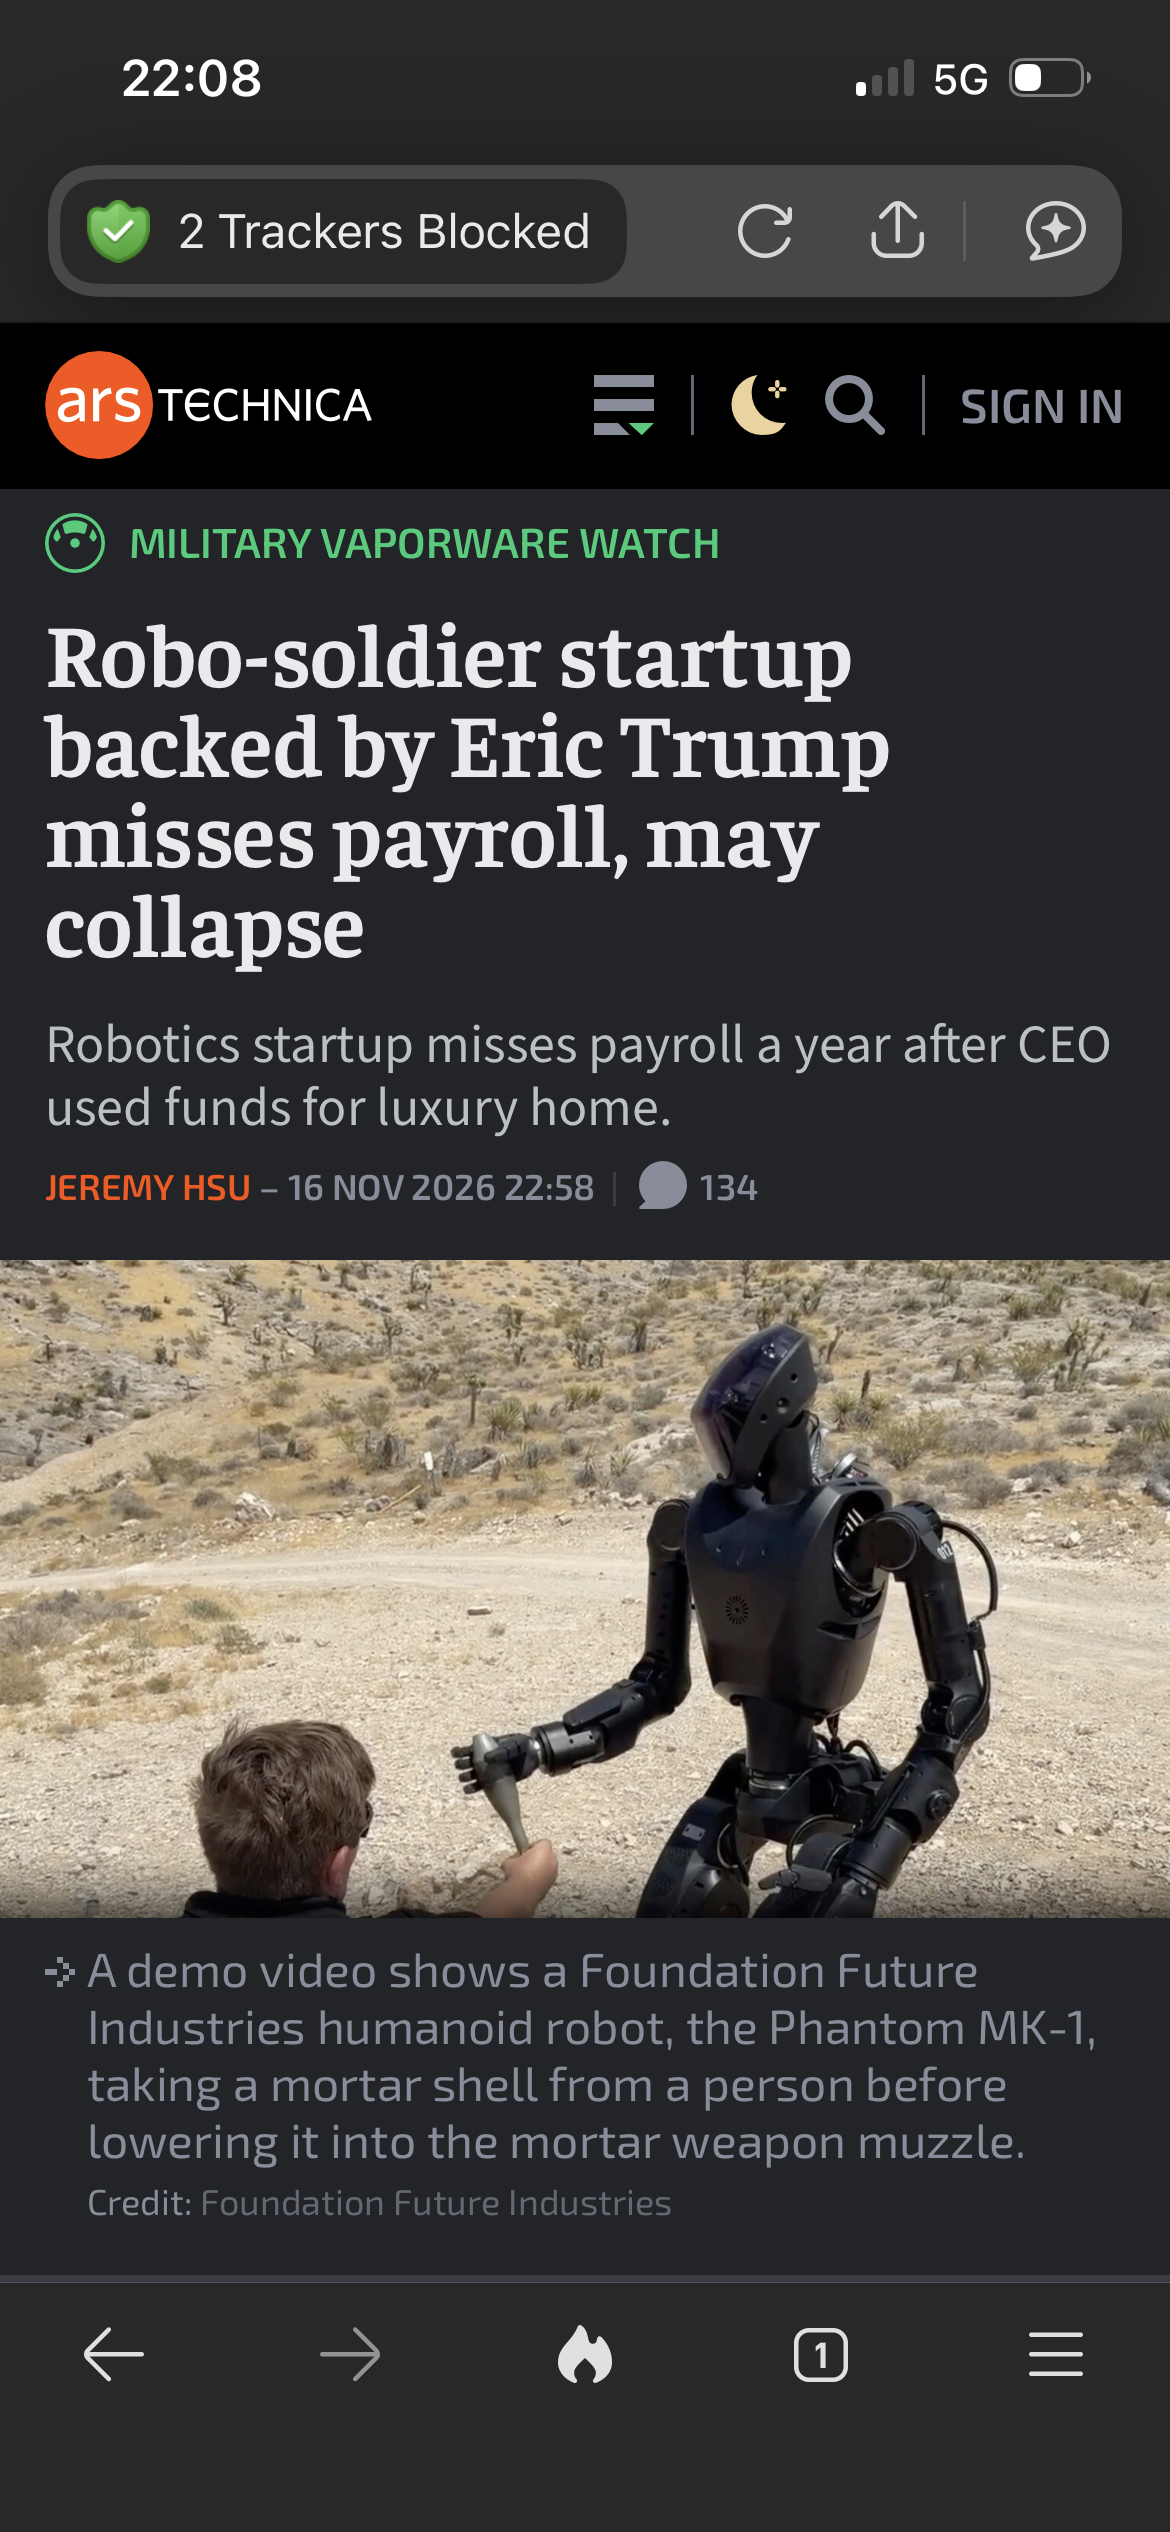 22:08
5G
2 Trackers Blocked
ars TECHNICA
SIGN IN
MILITARY VAPORWARE WATCH
Robo-soldier startup
backed by Eric Trump
misses payroll, may
collapse
Robotics startup misses payroll a year after CEO
used funds for luxury home.
JEREMY HSU – 16 NOV 2026 22:58 | 134
012
A demo video shows a Foundation Future
Industries humanoid robot, the Phantom MK-1,
taking a mortar shell from a person before
lowering it into the mortar weapon muzzle.
Credit: Foundation Future Industries
1